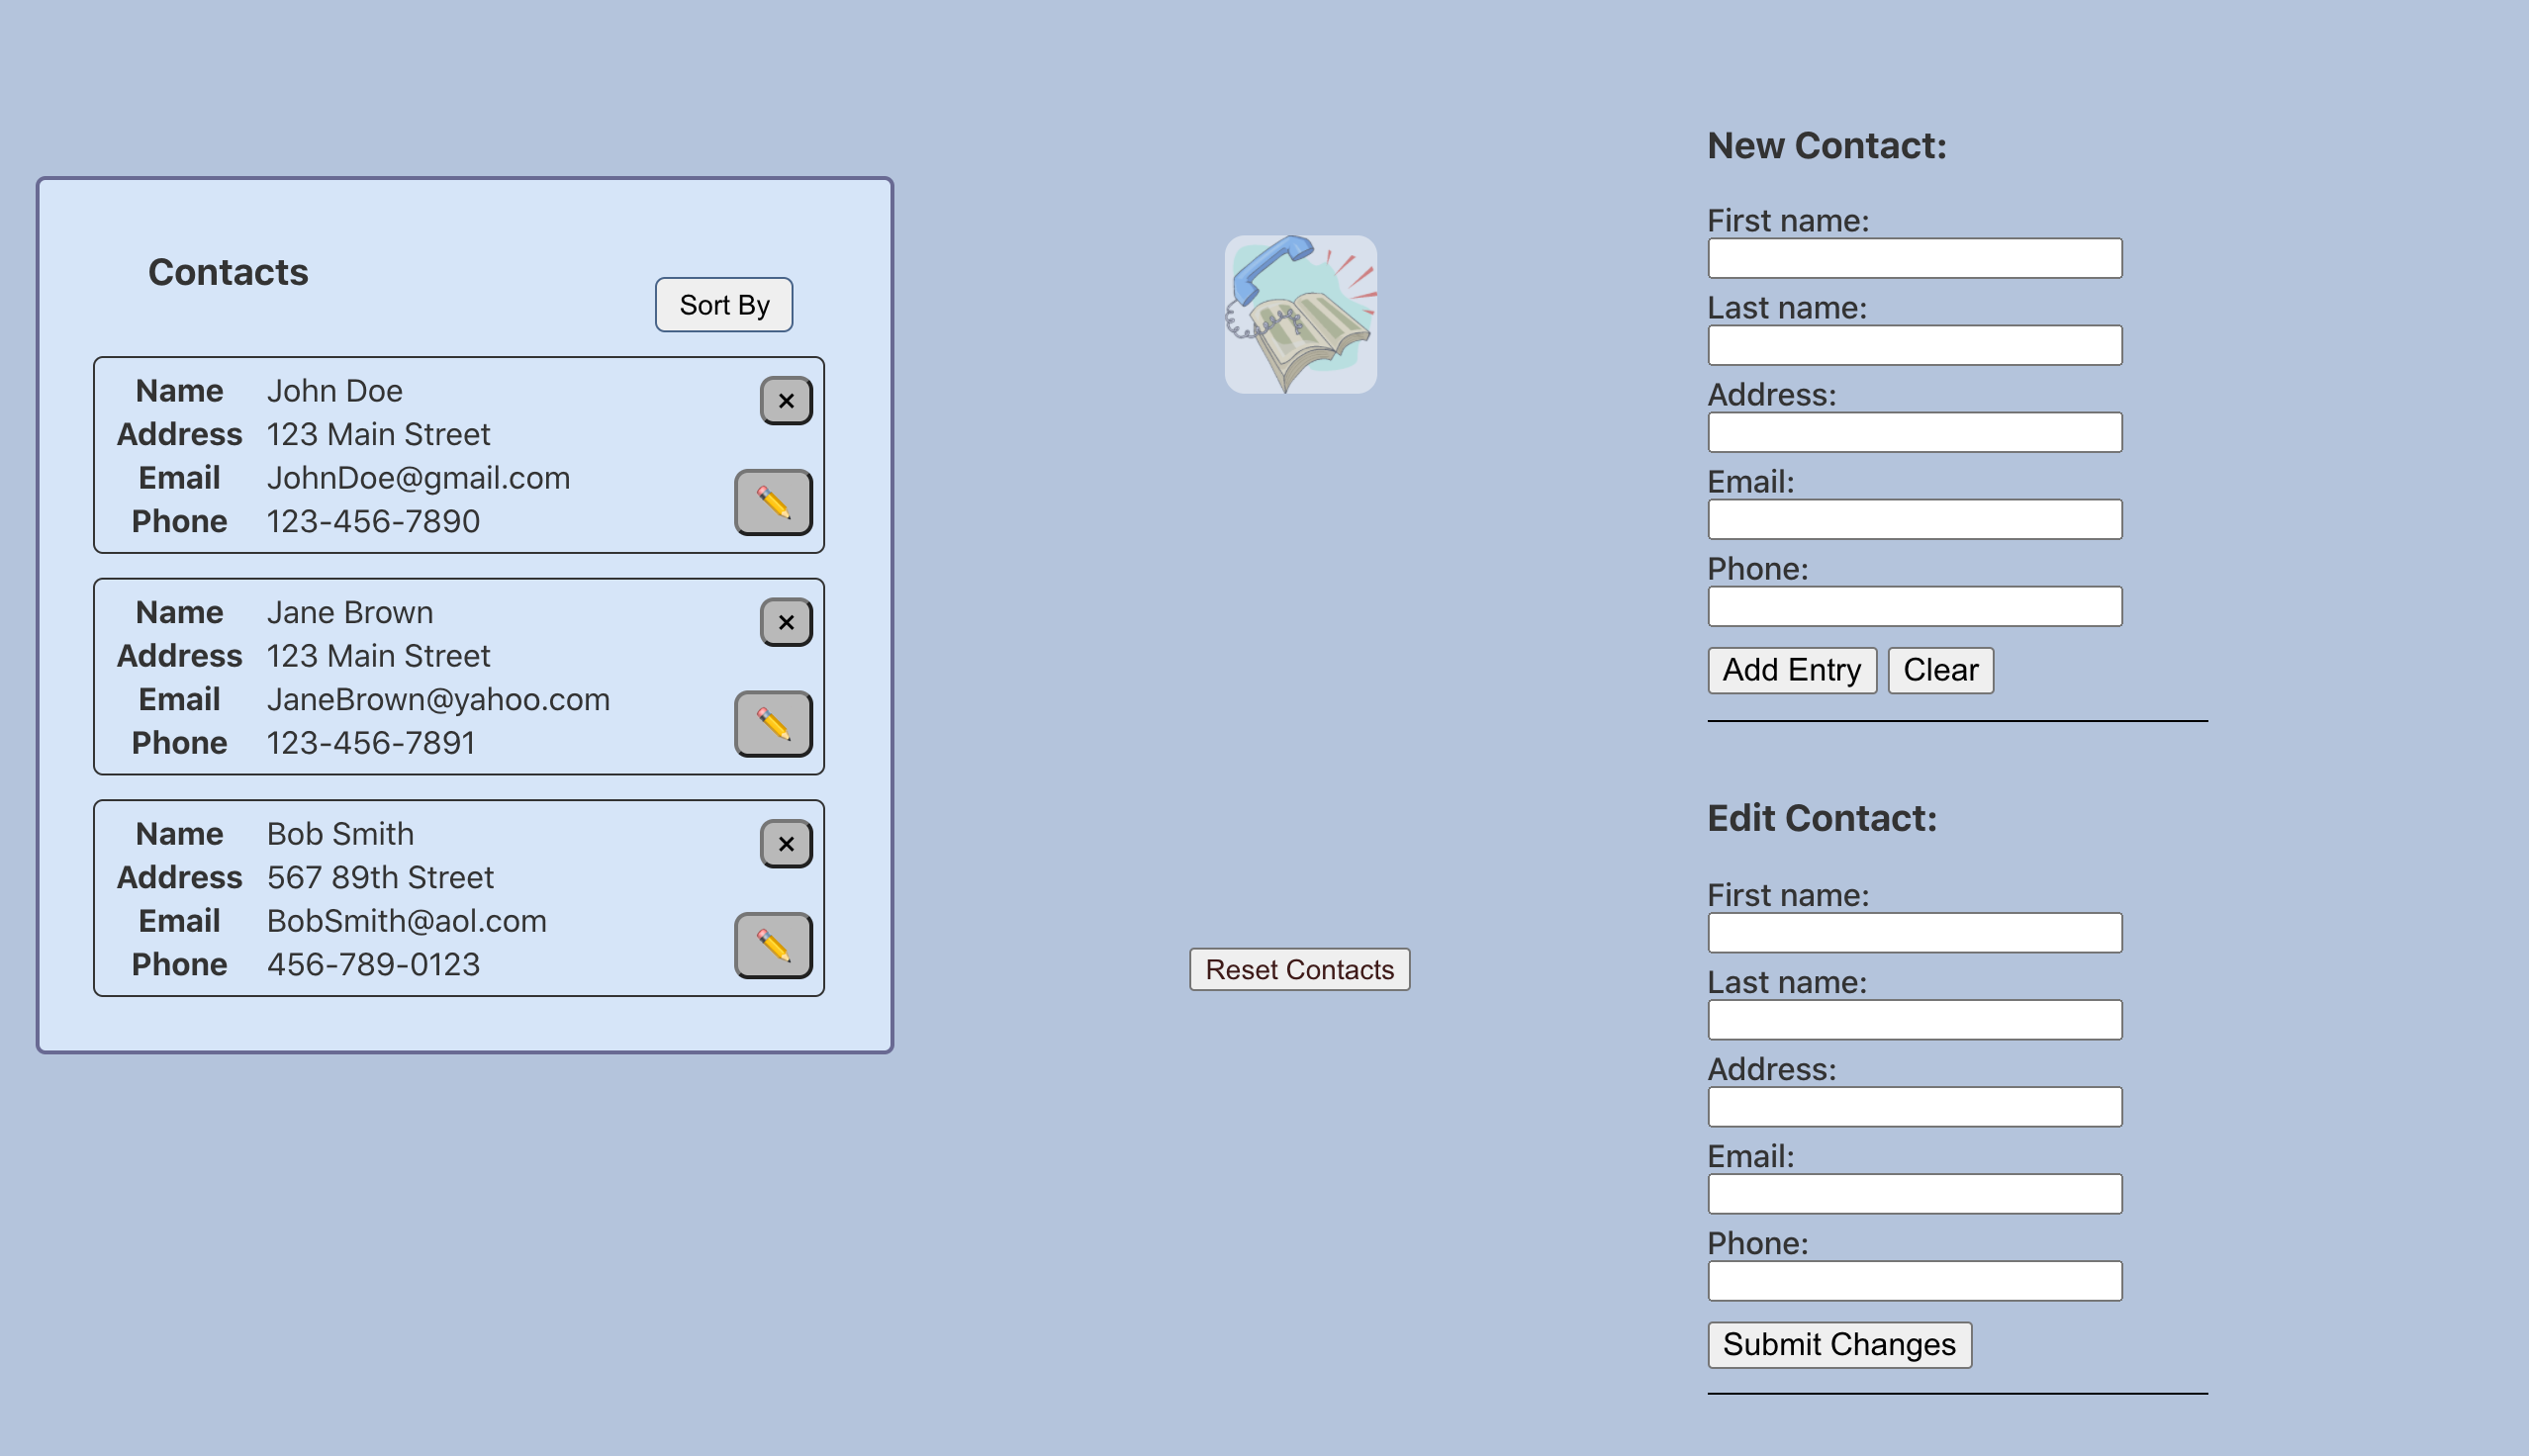 Contacts
Sort By
Name John Doe
Address 123 Main Street
Email JohnDoe@gmail.com
Phone 123-456-7890
Name Jane Brown
Address 123 Main Street
Email JaneBrown@yahoo.com
Phone 123-456-7891
Name Bob Smith
Address 567 89th Street
Email BobSmith@aol.com
Phone 456-789-0123
Reset Contacts
New Contact:
First name:
Last name:
Address:
Email:
Phone:
Add Entry Clear
Edit Contact:
First name:
Last name:
Address:
Email:
Phone:
Submit Changes